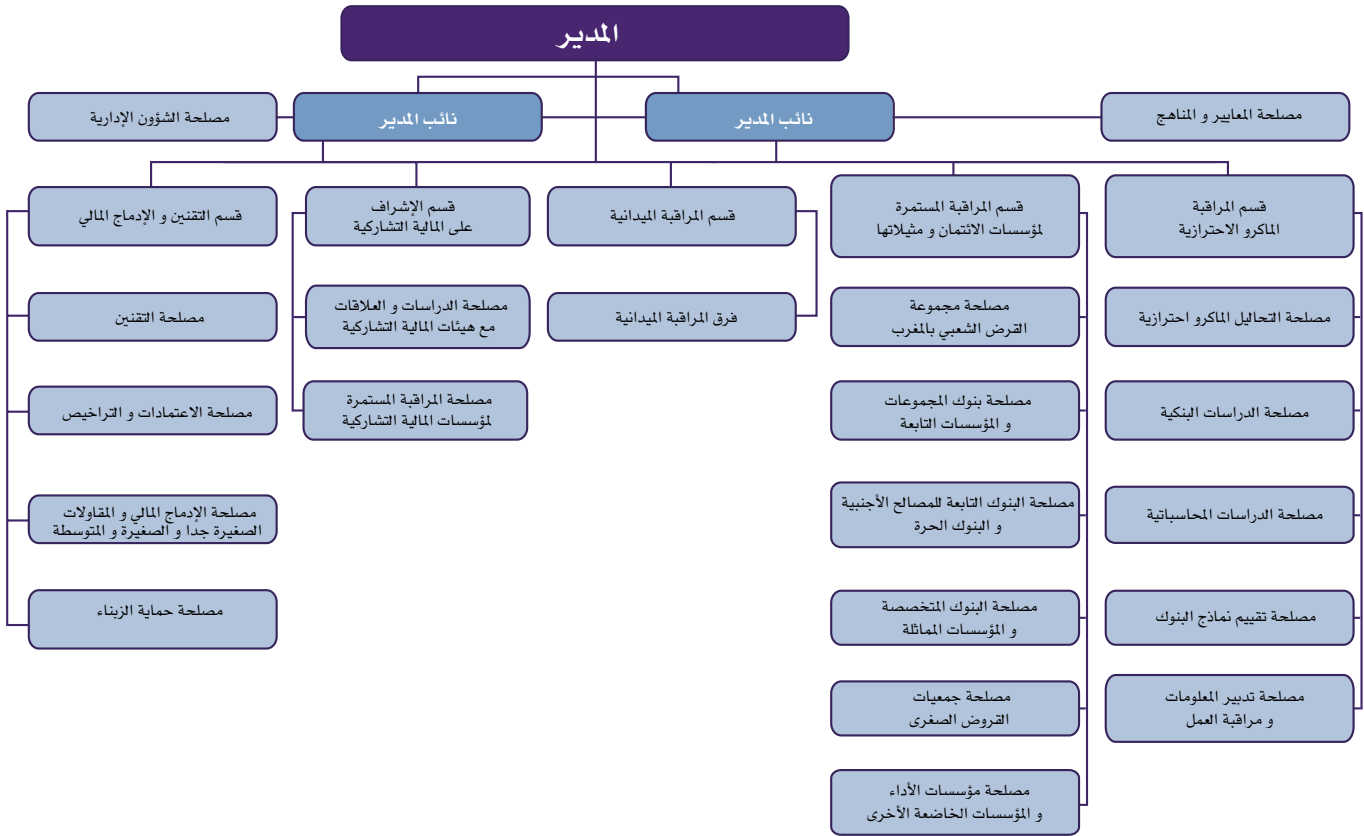 المدير
نائب المدير
نائب المدير
مصلحة المعايير و المناهج
مصلحة الشؤون الإدارية
قسم المراقبة
الماكرو الاحترازية
مصلحة التحاليل الماكرو احترازية
مصلحة الدراسات البنكية
مصلحة الدراسات المحاسباتية
مصلحة تقييم نماذج البنوك
مصلحة تدبير المعلومات
و مراقبة العمل
قسم المراقبة المستمرة
لمؤسسات الائتمان و مثيلاتها
مصلحة مجموعة
القرض الشعبي بالمغرب
مصلحة بنوك المجموعات
و المؤسسات التابعة
مصلحة البنوك التابعة للمصالح الأجنبية
و البنوك الحرة
مصلحة البنوك المتخصصة
و المؤسسات المماثلة
مصلحة جمعيات
القروض الصغرى
مصلحة مؤسسات الأداء
و المؤسسات الخاضعة الأخرى
قسم المراقبة الميدانية
فرق المراقبة الميدانية
قسم الإشراف
على المالية التشاركية
مصلحة الدراسات و العلاقات
مع هيئات المالية التشاركية
مصلحة المراقبة المستمرة
لمؤسسات المالية التشاركية
قسم التقنين و الإدماج المالي
مصلحة التقنين
مصلحة الاعتمادات و التراخيص
مصلحة الإدماج المالي و المقاولات
الصغيرة جدا و الصغيرة و المتوسطة
مصلحة حماية الزبناء